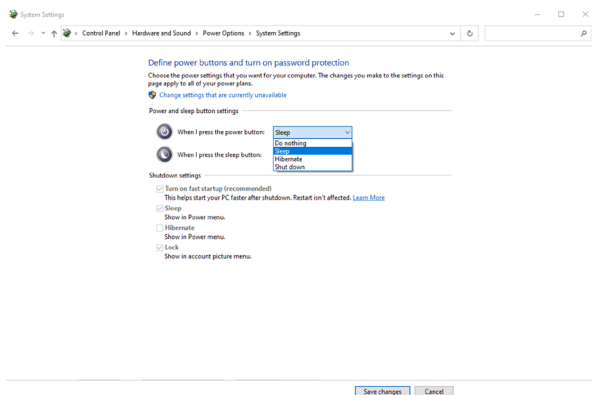 System Settings
Control Panel > Hardware and Sound > Power Options > System Settings
Define power buttons and turn on password protection
Choose the power settings that you want for your computer. The changes you make to the settings on this
page apply to all of your power plans.
Change settings that are currently unavailable
Power and sleep button settings
When I press the power button: Sleep
Do nothing
Sleep
When I press the sleep button: Hibernate
Shut down
Shutdown settings
Turn on fast startup (recommended)
This helps start your PC faster after shutdown. Restart isn't affected. Learn More
Sleep
Show in Power menu.
Hibernate
Show in Power menu.
Lock
Show in account picture menu.
Save changes Cancel